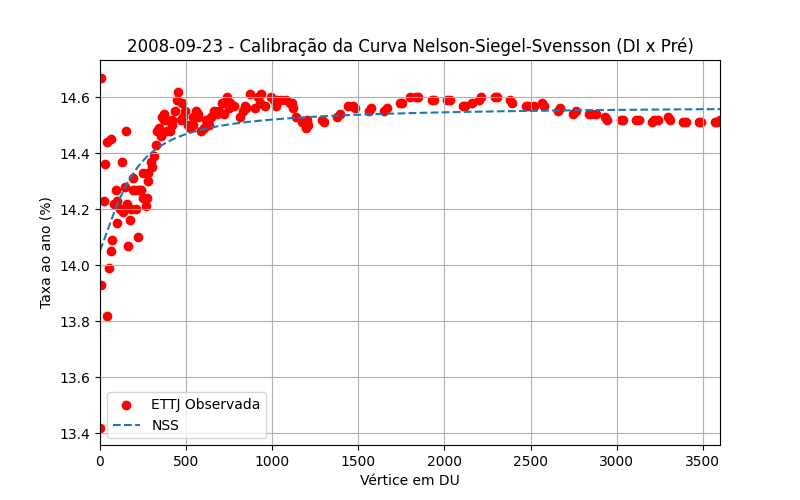 2008-09-23 - Calibração da Curva Nelson-Siegel-Svensson (DI x Pré)
Taxa ao ano (%)
14.6
14.4
14.2
14.0
13.8
13.6
13.4
ETTJ Observada
NSS
0 500 1000 1500 2000 2500 3000 3500
Vértice em DU